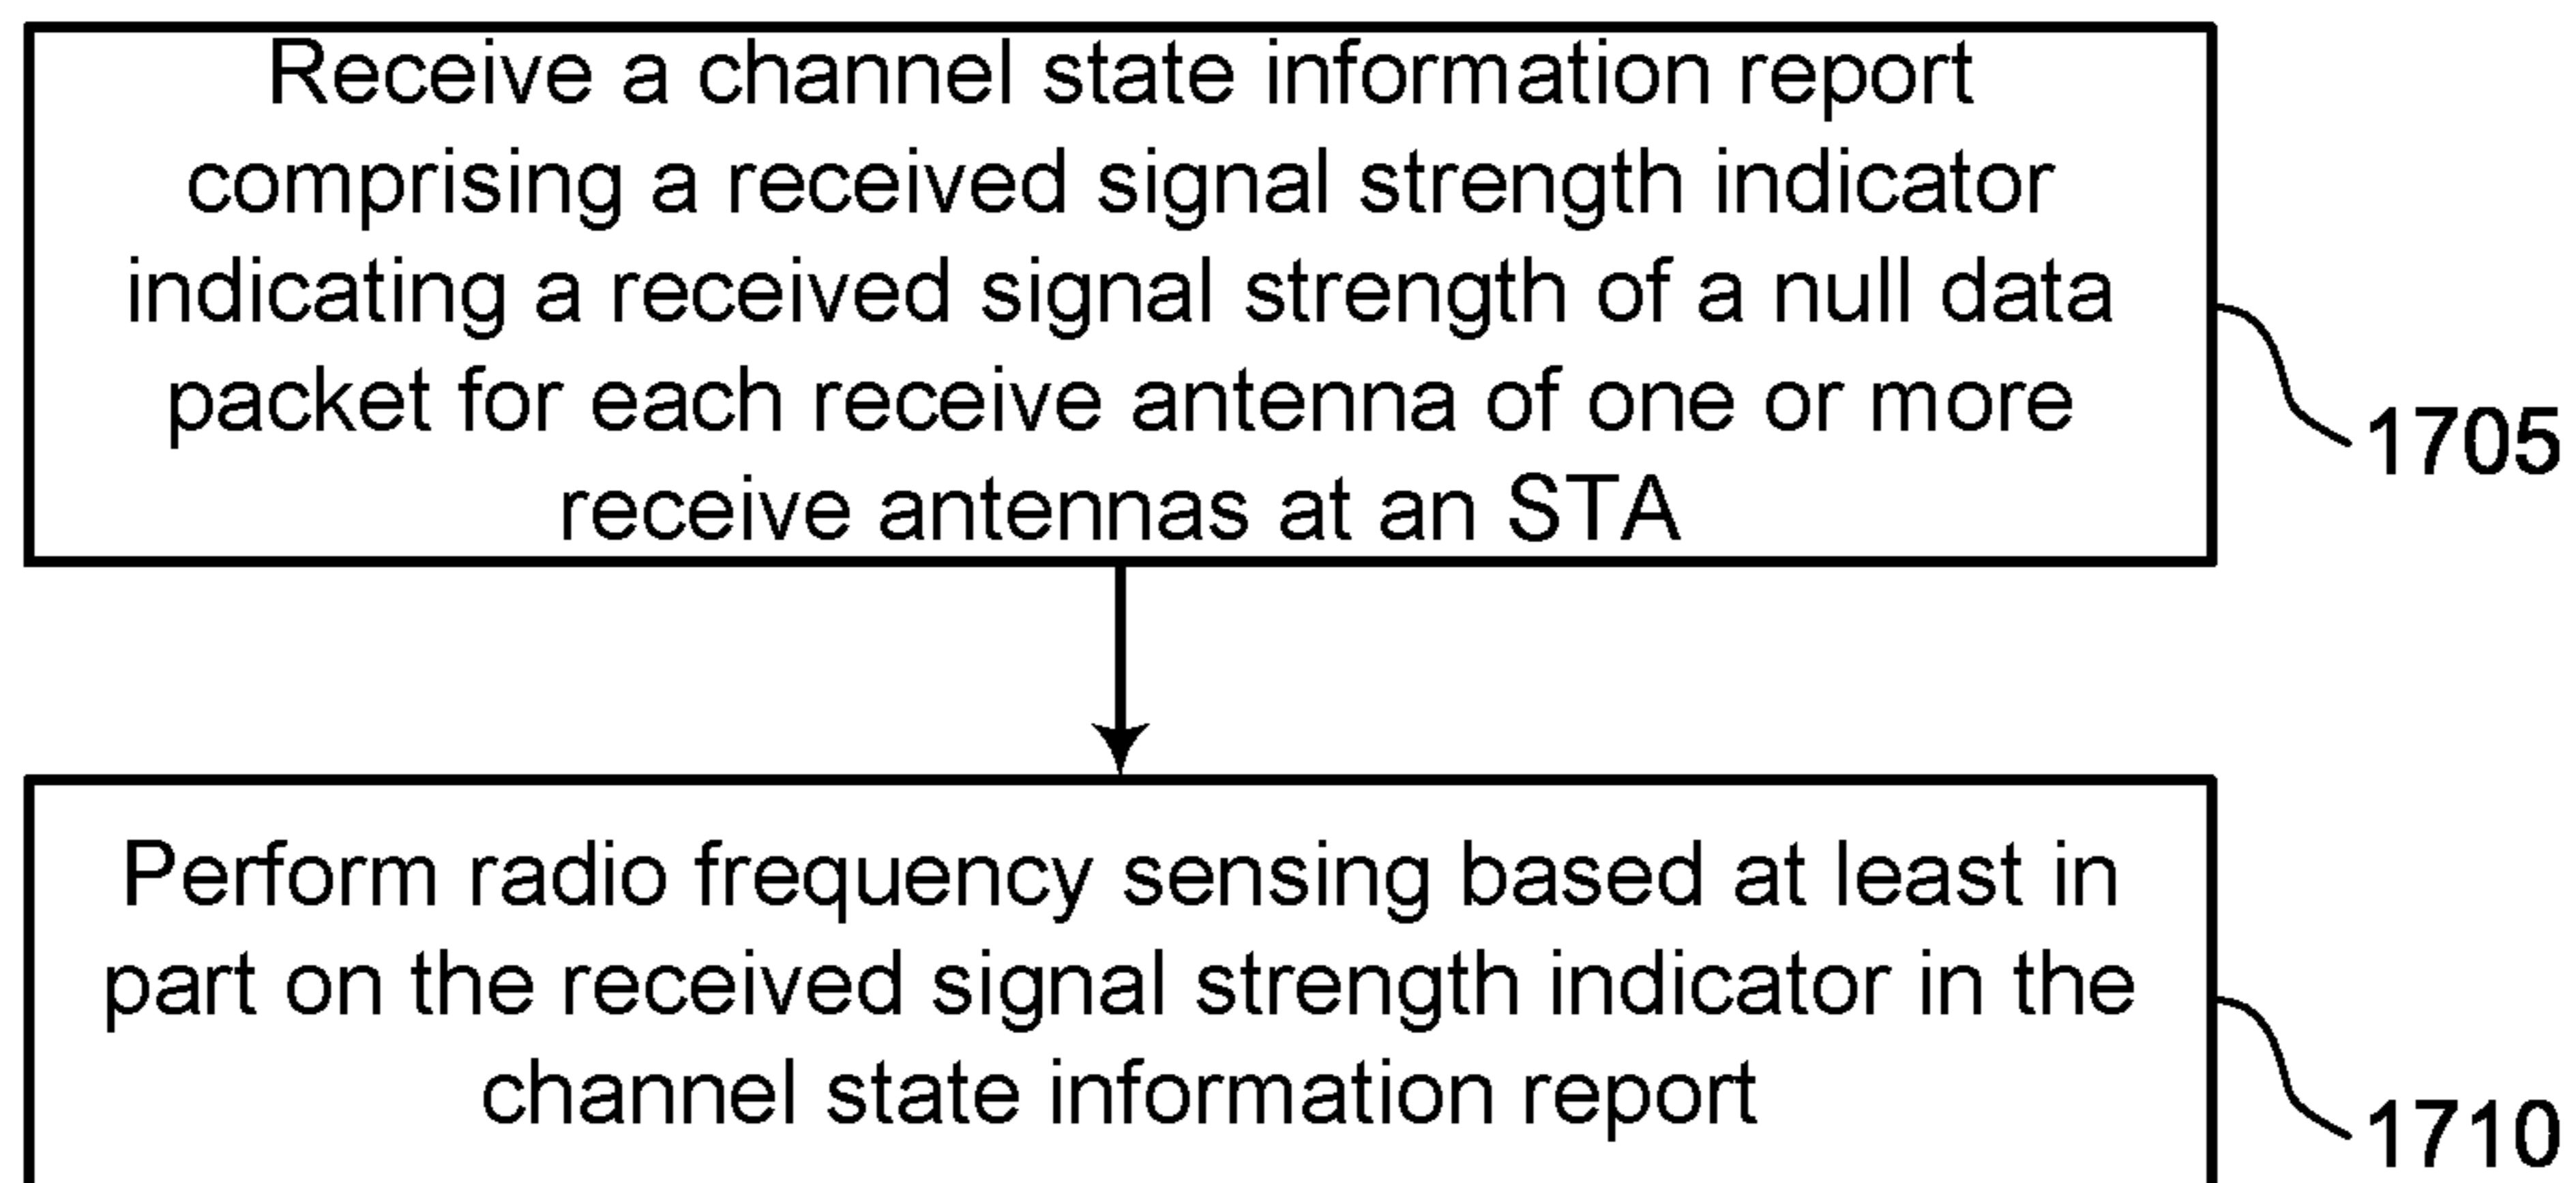 Receive a channel state information report
comprising a received signal strength indicator
indicating a received signal strength of a null data
packet for each receive antenna of one or more
receive antennas at an STA
1705
Perform radio frequency sensing based at least in
part on the received signal strength indicator in the
channel state information report
1710